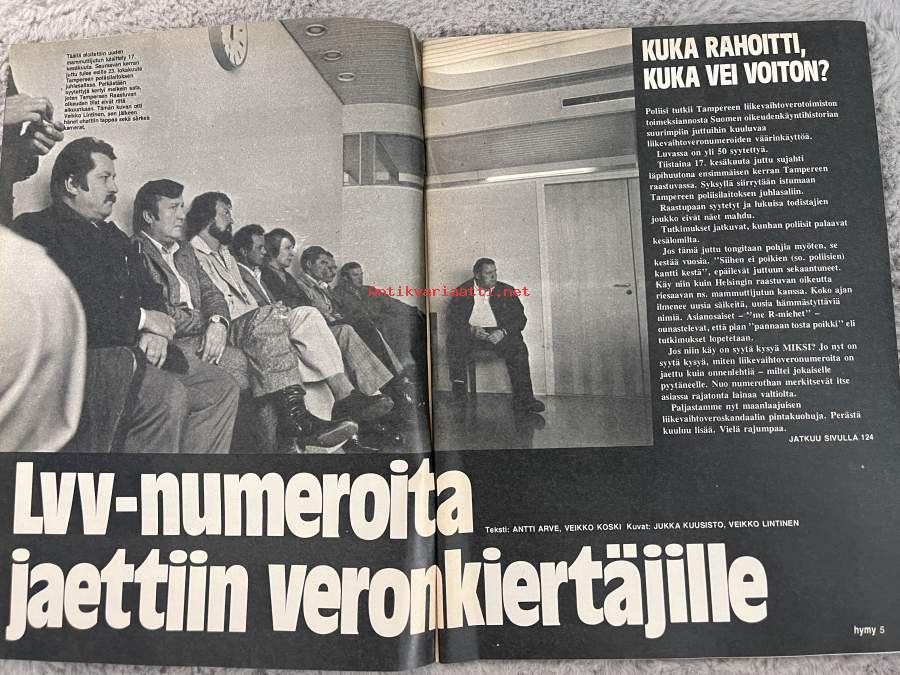 Täällä aloitettiin uuden
mammuttijutun käsittely 17.
kesäkuuta. Seuraavan kerran
juttu tulee esille 23. lokakuuta
Tampereen poliisilaitoksen
juhlasalissa. Pelkästään
syytettyjä kertyi melkein sata,
joten Tampereen Raastuvan
oikeuden tilat eivät riitä
alkuunkaan. Tämän kuvan otti
Veikko Lintinen, sen jälkeen
hänet uhattiin tappaa sekä särkeä
kamerat.
KUKA RAHOITTI,
KUKA VEI VOITON?
Poliisi tutkii Tampereen liikevaihtoverotoimiston
toimeksiannosta Suomen oikeudenkäyntihistorian
suurimpiin juttuihin kuuluvaa
liikevaihtoveronumeroiden väärinkäyttöä.
Luvassa on yli 50 syytettyä.
Tiistaina 17. kesäkuuta juttu sujahti
läpihuutona ensimmäisen kerran Tampereen
raastuvassa. Syksyllä siirrytään istumaan
Tampereen poliisilaitoksen juhlasaliin.
Raastupaan syytetyt ja lukuisa todistajien
joukko eivät näet mahdu.
Tutkimukset jatkuvat, kunhan poliisit palaavat
kesälomilta.
Jos tämä juttu tongitaan pohjia myöten, se
kestää vuosia. "Siihen ei poikien (so. poliisien)
kantti kestä", epäilevät juttuun sekaantuneet.
Käy niin kuin Helsingin raastuvan oikeutta
riesaavan ns. mammuttijutun kanssa. Koko ajan
ilmenee uusia säikeitä, uusia hämmästyttäviä
nimiä. Asianosaiset – "me R-miehet" –
ounastelevat, että pian "pannaan tosta poikki" eli
tutkimukset lopetetaan.
Jos niin käy on syytä kysyä MIKSI? Jo nyt on
syytä kysyä, miten liikevaihtoveronumeroita on
jaettu kuin onnenlehtiä – miltei jokaiselle
pyytäneelle. Nuo numerothan merkitsevät itse
asiassa rajatonta lainaa valtiolta.
Paljastamme nyt maanlaajuisen
liikevaihtoveroskandaalin pintakuohuja. Perästä
kuuluu lisää. Vielä rajumpaa.
JATKUU SIVULLA 124
Antikvariaatti.net
Lvv-numeroita
Teksti: ANTTI ARVE, VEIKKO KOSKI Kuvat: JUKKA KUUSISTO, VEIKKO LINTINEN
jaettiin veronkiertäjille
hymy 5